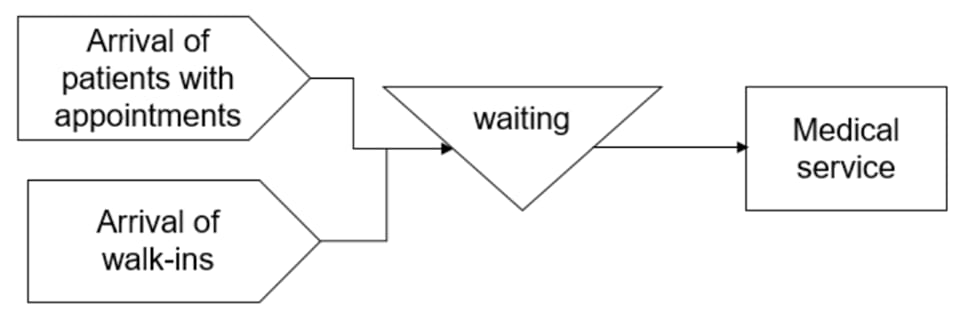 Arrival of
patients with
appointments
waiting
Medical
service
Arrival of
walk-ins